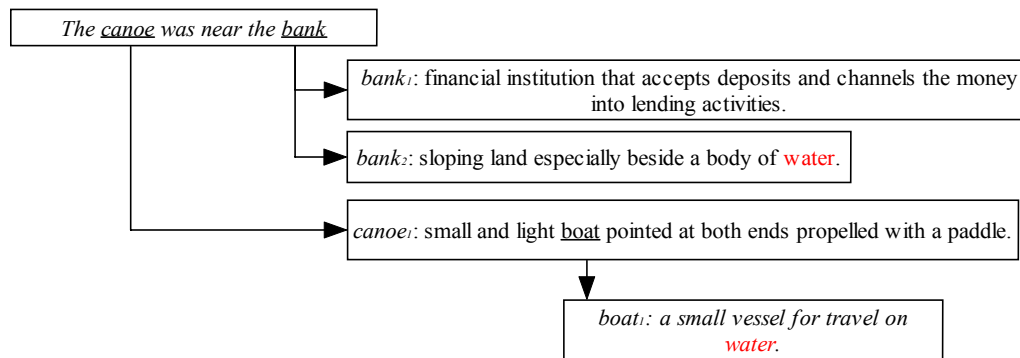 The canoe was near the bank
bank₁: financial institution that accepts deposits and channels the money
into lending activities.
bank₂: sloping land especially beside a body of water.
canoe₁: small and light boat pointed at both ends propelled with a paddle.
boat₁: a small vessel for travel on
water.